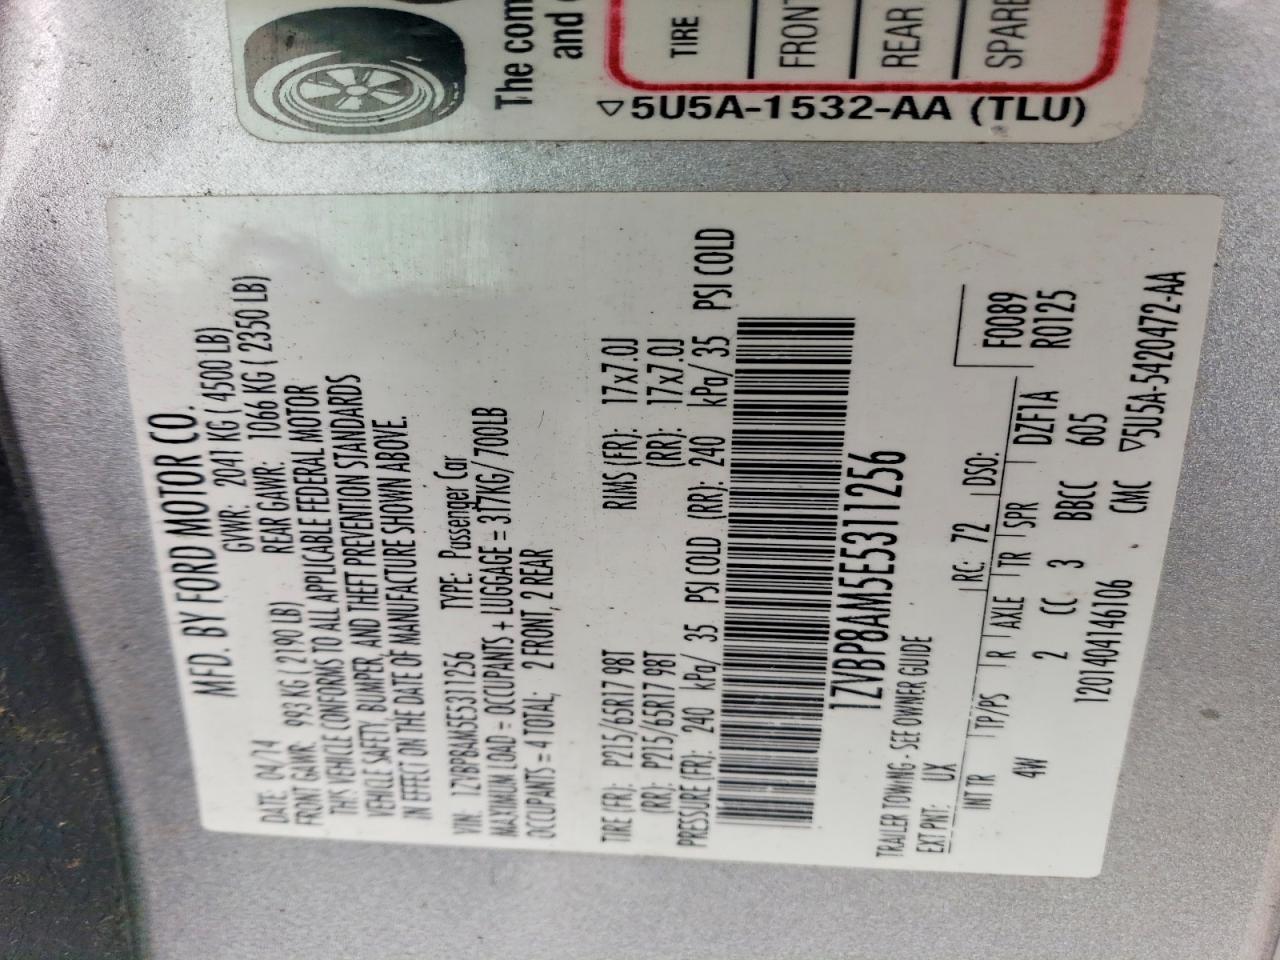 The com
and
TIRE
FRONT
REAR
SPARE
▽5U5A-1532-AA (TLU)
MFD. BY FORD MOTOR CO.
DATE: 04/14 GVWR: 2041 KG ( 4500 LB)
FRONT GAWR: 993 KG ( 2190 LB) REAR GAWR: 1066 KG ( 2350 LB)
THIS VEHICLE CONFORMS TO ALL APPLICABLE FEDERAL MOTOR
VEHICLE SAFETY, BUMPER, AND THEFT PREVENTION STANDARDS
IN EFFECT ON THE DATE OF MANUFACTURE SHOWN ABOVE.
VIN: 1ZVBP8AM5E5311256 TYPE: Passenger Car
MAXIMUM LOAD = OCCUPANTS + LUGGAGE = 317KG/700LB
OCCUPANTS = 4 TOTAL; 2 FRONT, 2 REAR
TIRE (FR): P215/65R17 98T RIMS (FR): 17x7.0J
(RR): P215/65R17 98T (RR): 17x7.0J
PRESSURE (FR): 240 kPa/ 35 PSI COLD (RR): 240 kPa/ 35 PSI COLD
1ZVBP8AM5E5311256
TRAILER TOWING - SEE OWNER GUIDE
EXT PNT: UX RC: 72 DSO: F0089
INT TR TP/PS R AXLE TR SPR DZF1A R0125
4W 2 CC 3 BBCC 605
1201404146106 CMC ▽5U5A-5420472-AA